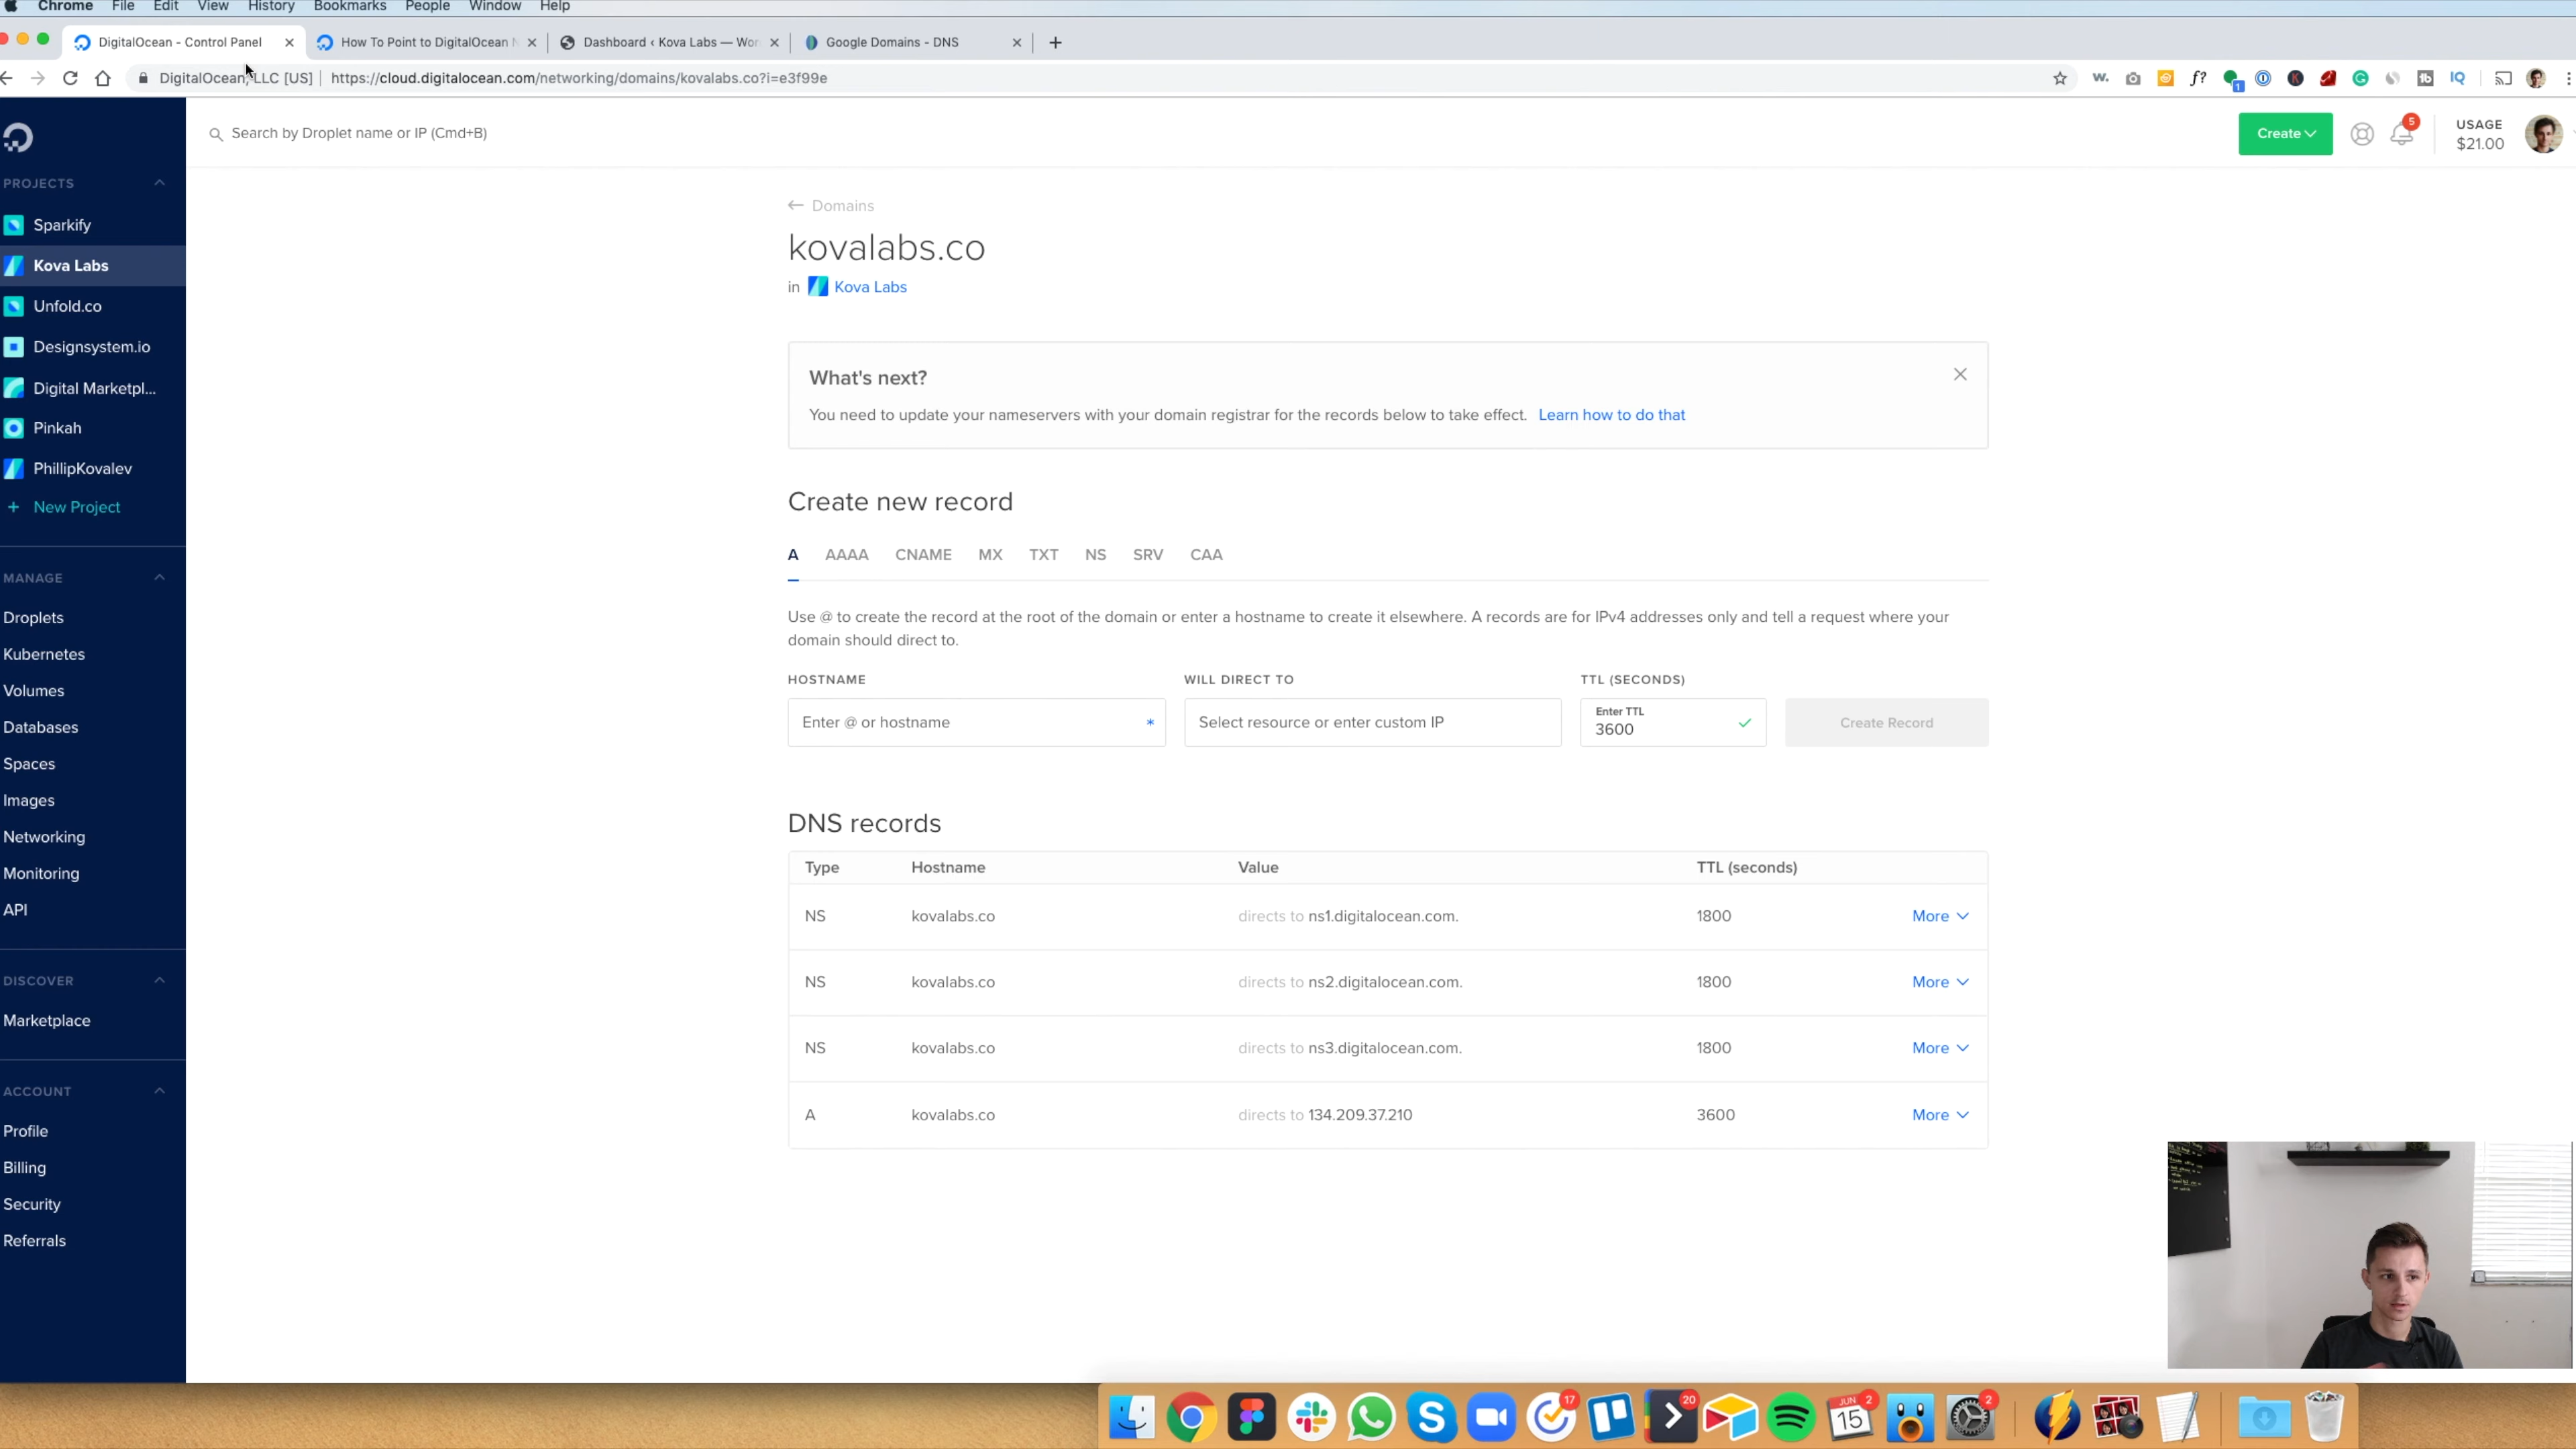 Chrome File Edit View History Bookmarks People Window Help
DigitalOcean - Control Panel
How To Point to DigitalOcean N
Dashboard ‹ Kova Labs — Wor
Google Domains - DNS
DigitalOcean, LLC [US] | https://cloud.digitalocean.com/networking/domains/kovalabs.co?i=e3f99e
w. f? 1 tb IQ
Search by Droplet name or IP (Cmd+B)
Create
5
USAGE
$21.00
PROJECTS
Sparkify
Kova Labs
Unfold.co
Designsystem.io
Digital Marketpl...
Pinkah
PhillipKovalev
+ New Project
MANAGE
Droplets
Kubernetes
Volumes
Databases
Spaces
Images
Networking
Monitoring
API
DISCOVER
Marketplace
ACCOUNT
Profile
Billing
Security
Referrals
← Domains
kovalabs.co
in Kova Labs
What's next?
You need to update your nameservers with your domain registrar for the records below to take effect. Learn how to do that
Create new record
A AAAA CNAME MX TXT NS SRV CAA
Use @ to create the record at the root of the domain or enter a hostname to create it elsewhere. A records are for IPv4 addresses only and tell a request where your
domain should direct to.
HOSTNAME WILL DIRECT TO TTL (SECONDS)
Enter @ or hostname *
Select resource or enter custom IP
Enter TTL
3600
Create Record
DNS records
Type Hostname Value TTL (seconds)
NS kovalabs.co directs to ns1.digitalocean.com. 1800 More
NS kovalabs.co directs to ns2.digitalocean.com. 1800 More
NS kovalabs.co directs to ns3.digitalocean.com. 1800 More
A kovalabs.co directs to 134.209.37.210 3600 More
17
20
JUN
15
2
2